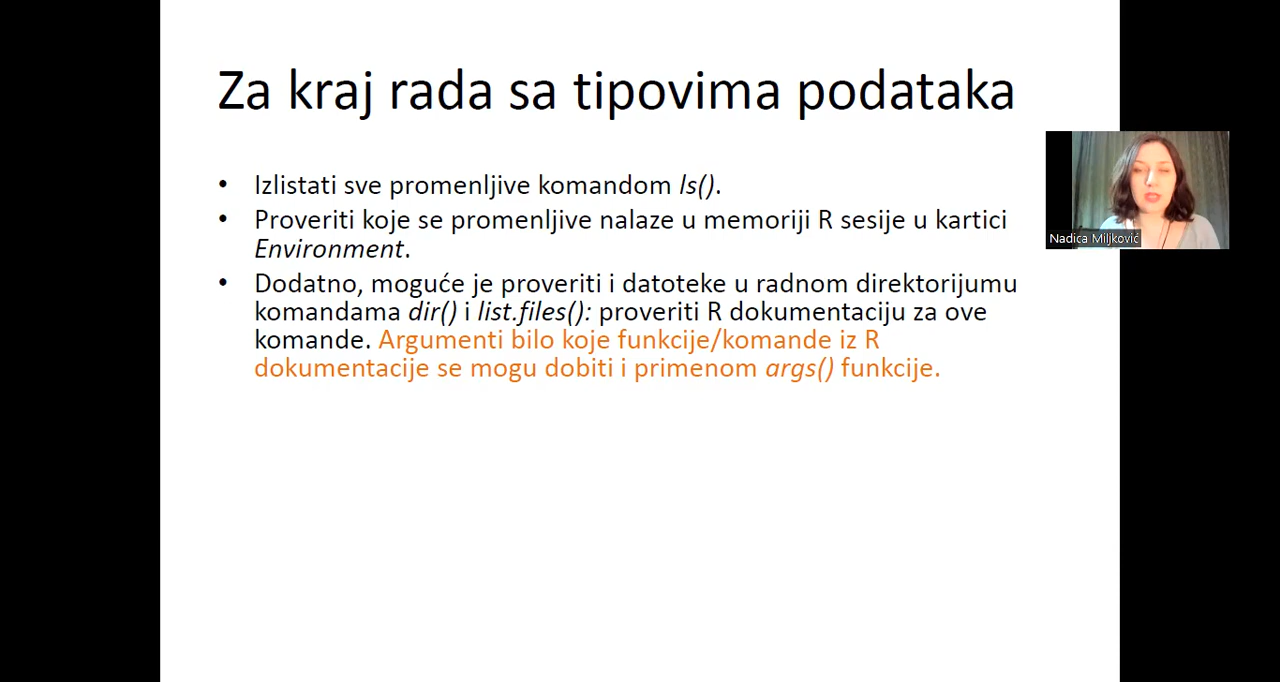 Za kraj rada sa tipovima podataka
• Izlistati sve promenljive komandom ls().
• Proveriti koje se promenljive nalaze u memoriji R sesije u kartici
Environment.
• Dodatno, moguće je proveriti i datoteke u radnom direktorijumu
komandama dir() i list.files(): proveriti R dokumentaciju za ove
komande. Argumenti bilo koje funkcije/komande iz R
dokumentacije se mogu dobiti i primenom args() funkcije.
Nadica Miljković